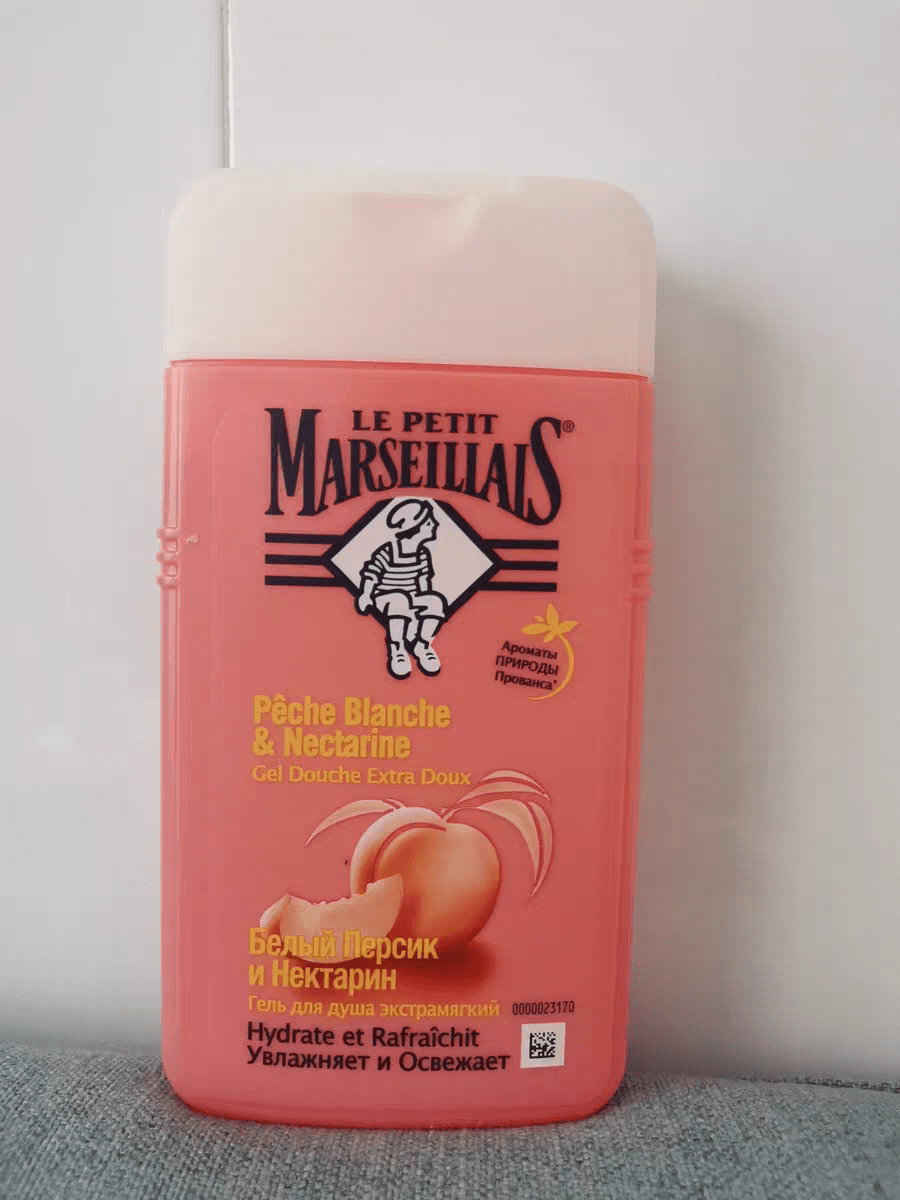 LE PETIT
MARSEILLAIS®
Ароматы
ПРИРОДЫ
Прованса*
Pêche Blanche
& Nectarine
Gel Douche Extra Doux
Белый Персик
и Нектарин
Гель для душа экстрамягкий 0000023170
Hydrate et Rafraîchit
Увлажняет и Освежает